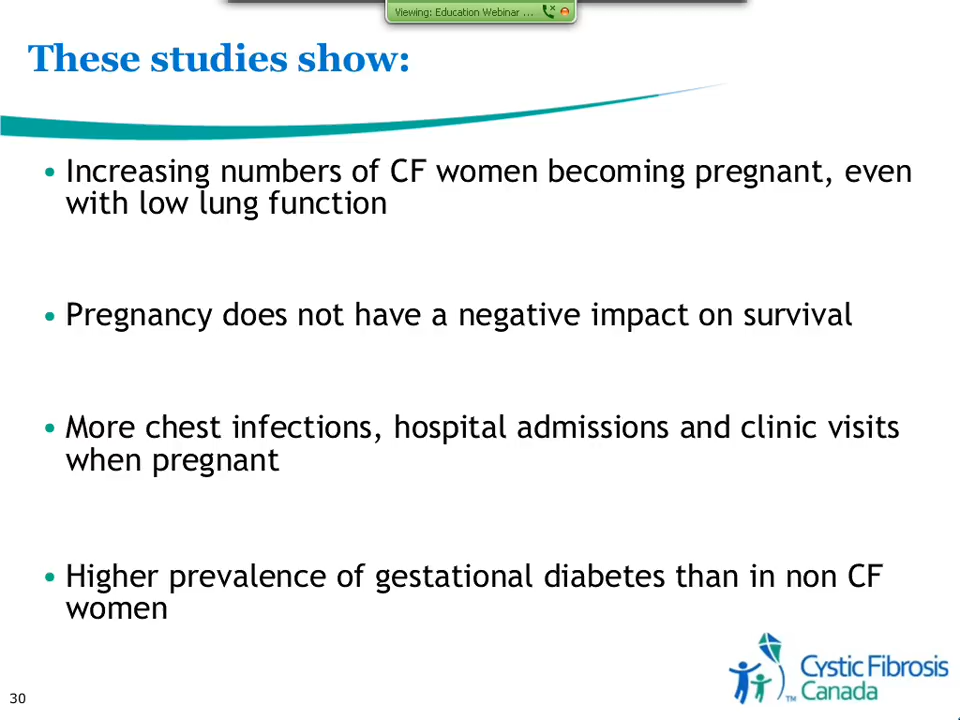 Viewing: Education Webinar ...
These studies show:
• Increasing numbers of CF women becoming pregnant, even
with low lung function
• Pregnancy does not have a negative impact on survival
• More chest infections, hospital admissions and clinic visits
when pregnant
• Higher prevalence of gestational diabetes than in non CF
women
Cystic Fibrosis
™ Canada
30